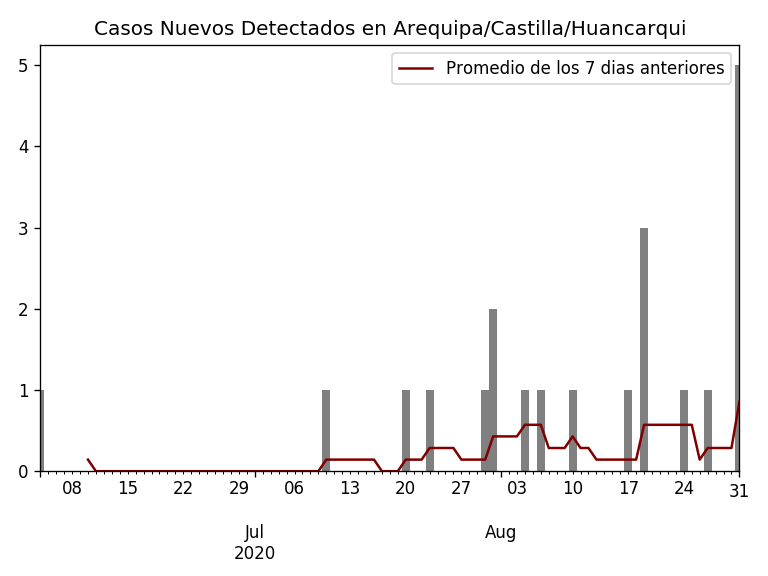 Casos Nuevos Detectados en Arequipa/Castilla/Huancarqui
Promedio de los 7 dias anteriores
5
4
3
2
1
0
08 15 22 29 06 13 20 27 03 10 17 24 31
Jul Aug
2020